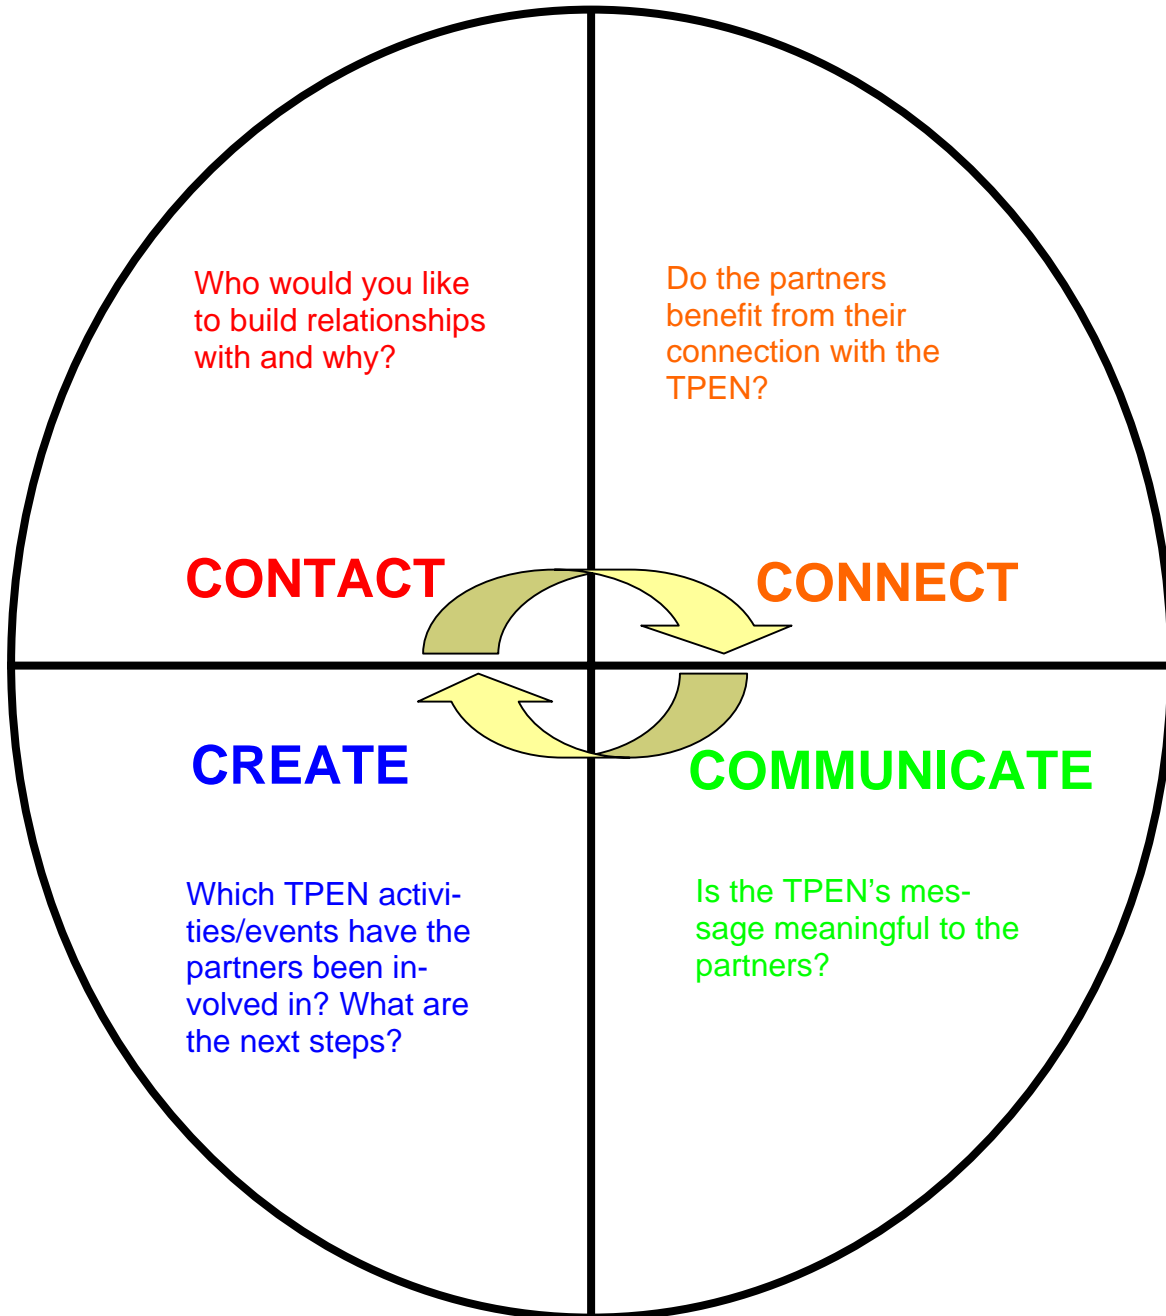 Who would you like
to build relationships
with and why?
CONTACT
Do the partners
benefit from their
connection with the
TPEN?
CONNECT
CREATE
Which TPEN activi-
ties/events have the
partners been in-
volved in? What are
the next steps?
COMMUNICATE
Is the TPEN's mes-
sage meaningful to the
partners?